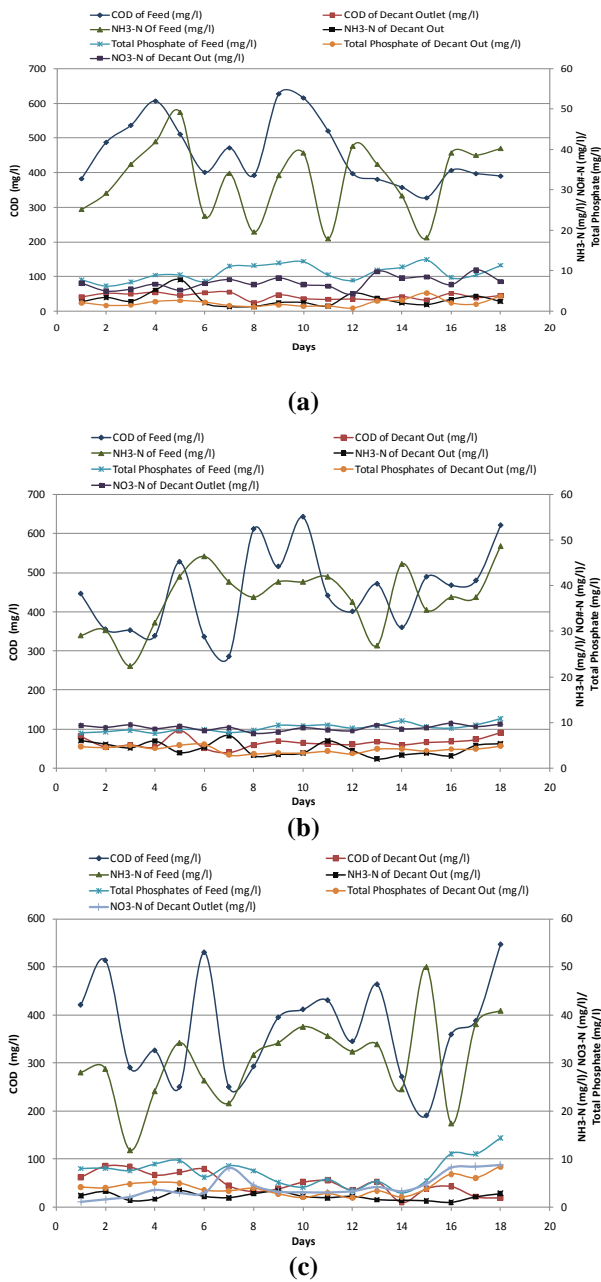 COD of Feed (mg/l) COD of Decant Outlet (mg/l)
NH3-N of Feed (mg/l) NH3-N of Decant Out
Total Phosphate of Feed (mg/l) Total Phosphate of Decant Out (mg/l)
NO3-N of Decant Out (mg/l)
700
600
500
400
300
200
100
0
COD (mg/l)
60
50
40
30
20
10
0
NH3-N (mg/l)/ NO#-N (mg/l)/
Total Phosphate (mg/l)
0 2 4 6 8 10 12 14 16 18 20
Days
(a)
COD of Feed (mg/l) COD of Decant Out (mg/l)
NH3-N of Feed (mg/l) NH3-N of Decant Out (mg/l)
Total Phosphates of Feed (mg/l) Total Phosphates of Decant Out (mg/l)
NO3-N of Decant Outlet (mg/l)
700
600
500
400
300
200
100
0
COD (mg/l)
60
50
40
30
20
10
0
NH3-N (mg/l)/ NO#-N (mg/l)/
Total Phosphate (mg/l)
0 2 4 6 8 10 12 14 16 18 20
Days
(b)
COD of Feed (mg/l) COD of Decant Out (mg/l)
NH3-N of Feed (mg/l) NH3-N of Decant Out (mg/l)
Total Phosphates of Feed (mg/l) Total Phosphates of Decant Out (mg/l)
NO3-N of Decant Outlet (mg/l)
600
500
400
300
200
100
0
COD (mg/l)
60
50
40
30
20
10
0
NH3-N (mg/l)/ NO3-N (mg/l)/
Total Phosphate (mg/l)
0 2 4 6 8 10 12 14 16 18 20
Days
(c)